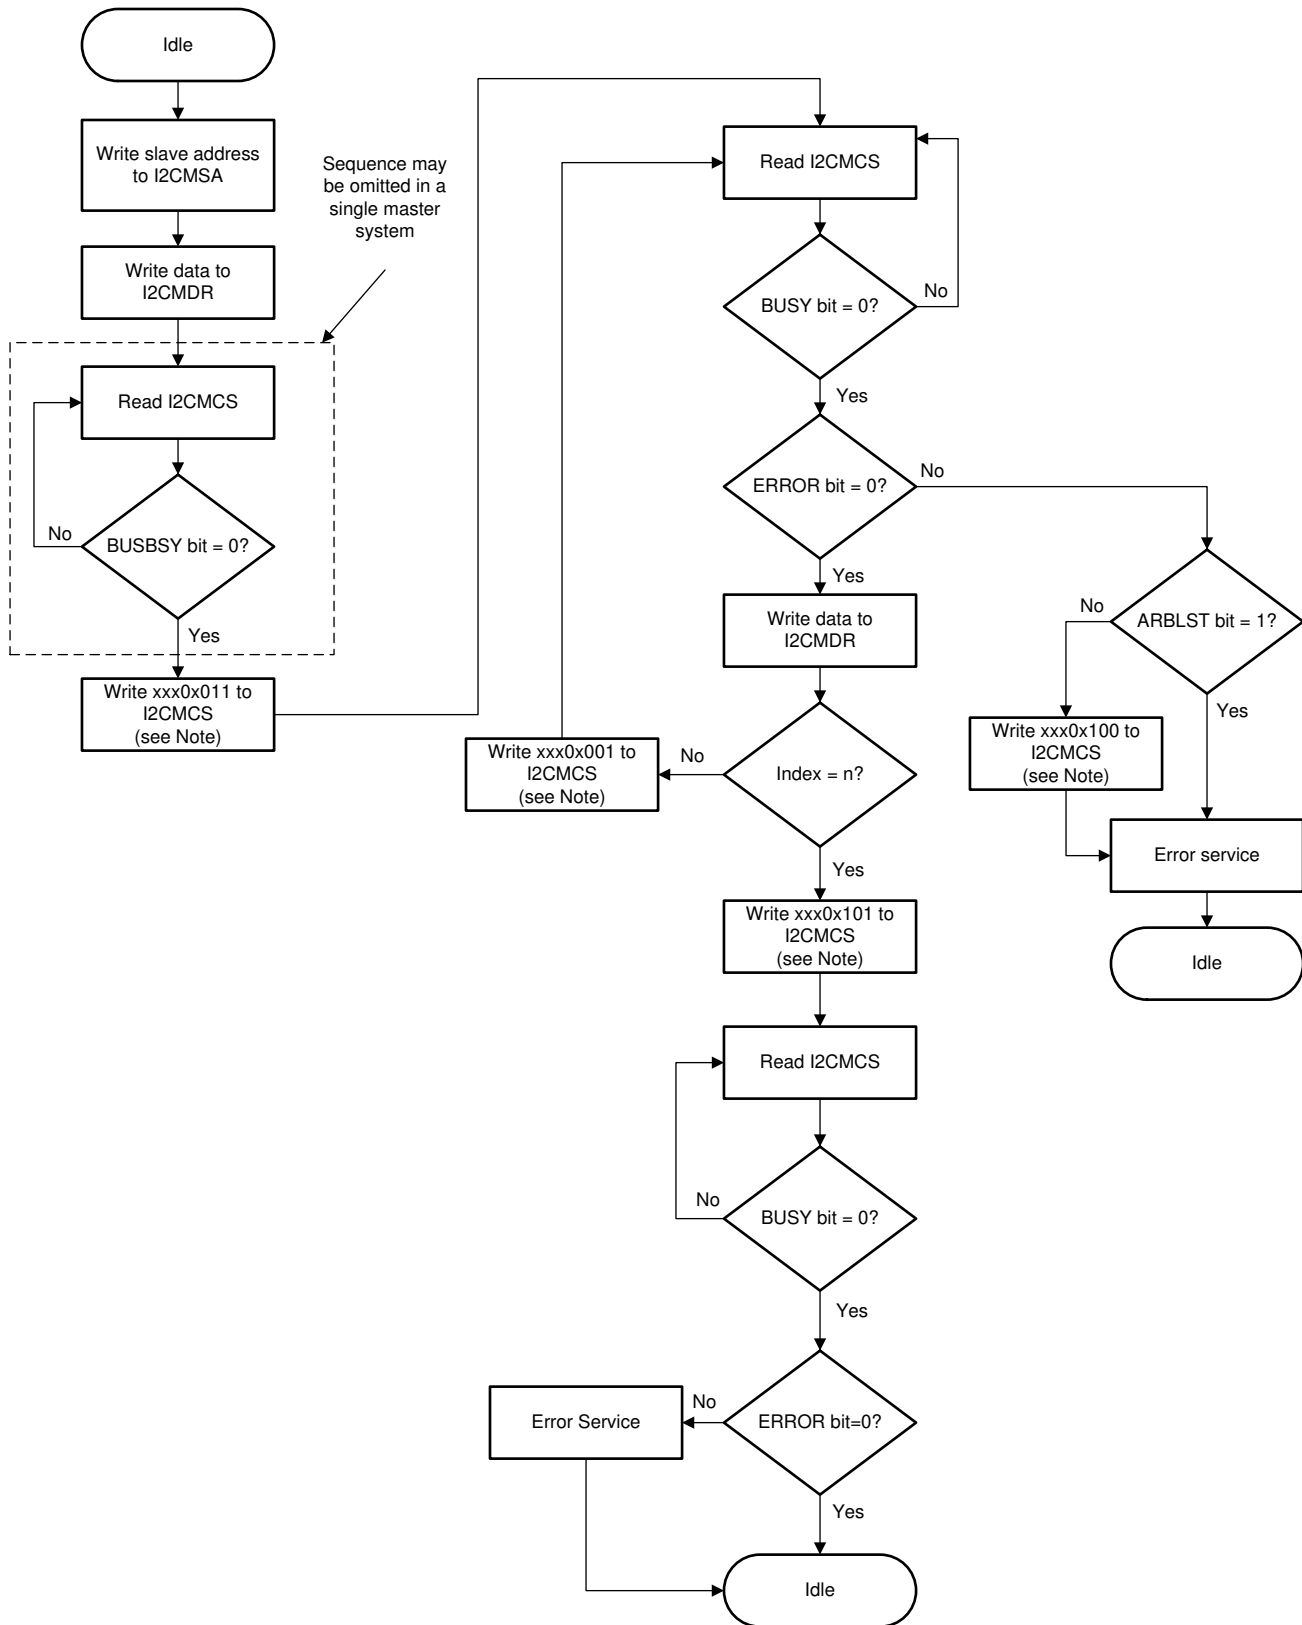 Idle
Write slave address
to I2CMSA
Sequence may
be omitted in a
single master
system
Write data to
I2CMDR
Read I2CMCS
No
BUSBSY bit = 0?
Yes
Write xxx0x011 to
I2CMCS
(see Note)
Read I2CMCS
No
BUSY bit = 0?
Yes
No
ERROR bit = 0?
Yes
Write data to
I2CMDR
No
ARBLST bit = 1?
Yes
Write xxx0x001 to
I2CMCS
(see Note)
No
Index = n?
Yes
Write xxx0x100 to
I2CMCS
(see Note)
Error service
Idle
Write xxx0x101 to
I2CMCS
(see Note)
Read I2CMCS
No
BUSY bit = 0?
Yes
Error Service
No
ERROR bit=0?
Yes
Idle